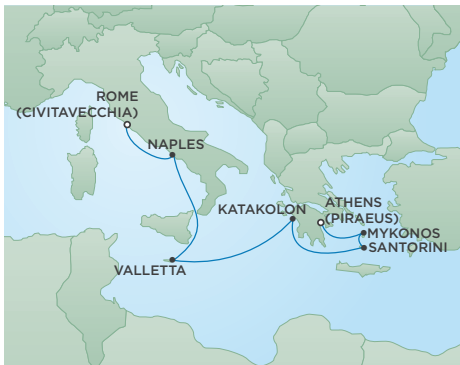 ROME
(CIVITAVECCHIA)
NAPLES
KATAKOLON
ATHENS
(PIRAEUS)
MYKONOS
SANTORINI
VALLETTA